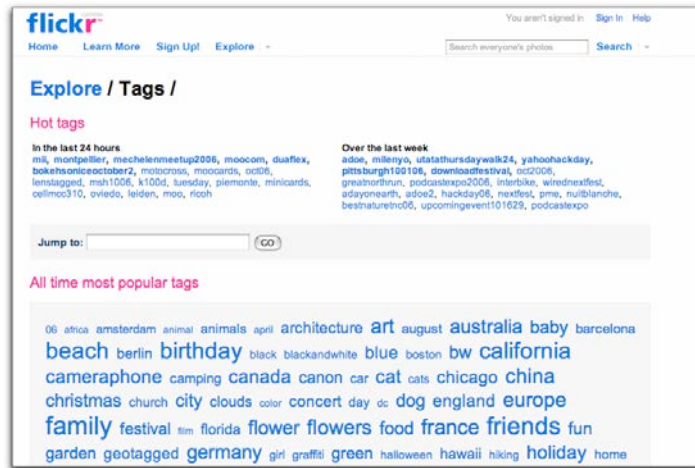 flickr
You aren't signed in Sign In Help
Home Learn More Sign Up! Explore Search everyone's photos Search
Explore / Tags /
Hot tags
In the last 24 hours
mii, montpellier, mechelenmeetup2006, moocom, duaflex,
bokehsoniceoctober2, motocross, moocards, oct06,
lenstagged, msh1006, k100d, tuesday, piemonte, minicards,
cellmoc310, oviedo, leiden, moo, ricoh
Over the last week
adoe, milenyo, utatathursdaywalk24, yahoohackday,
pittsburgh100106, downloadfestival, oct2006,
greatnorthrun, podcastexpo2006, interbike, wirednextfest,
adayonearth, adoe2, hackday06, nextfest, pme, nuitblanche,
bestnaturetnc06, upcomingevent101629, podcastexpo
Jump to: GO
All time most popular tags
06 africa amsterdam animal animals april architecture art august australia baby barcelona
beach berlin birthday black blackandwhite blue boston bw california
cameraphone camping canada canon car cat cats chicago china
christmas church city clouds color concert day dc dog england europe
family festival film florida flower flowers food france friends fun
garden geotagged germany girl graffiti green halloween hawaii hiking holiday home